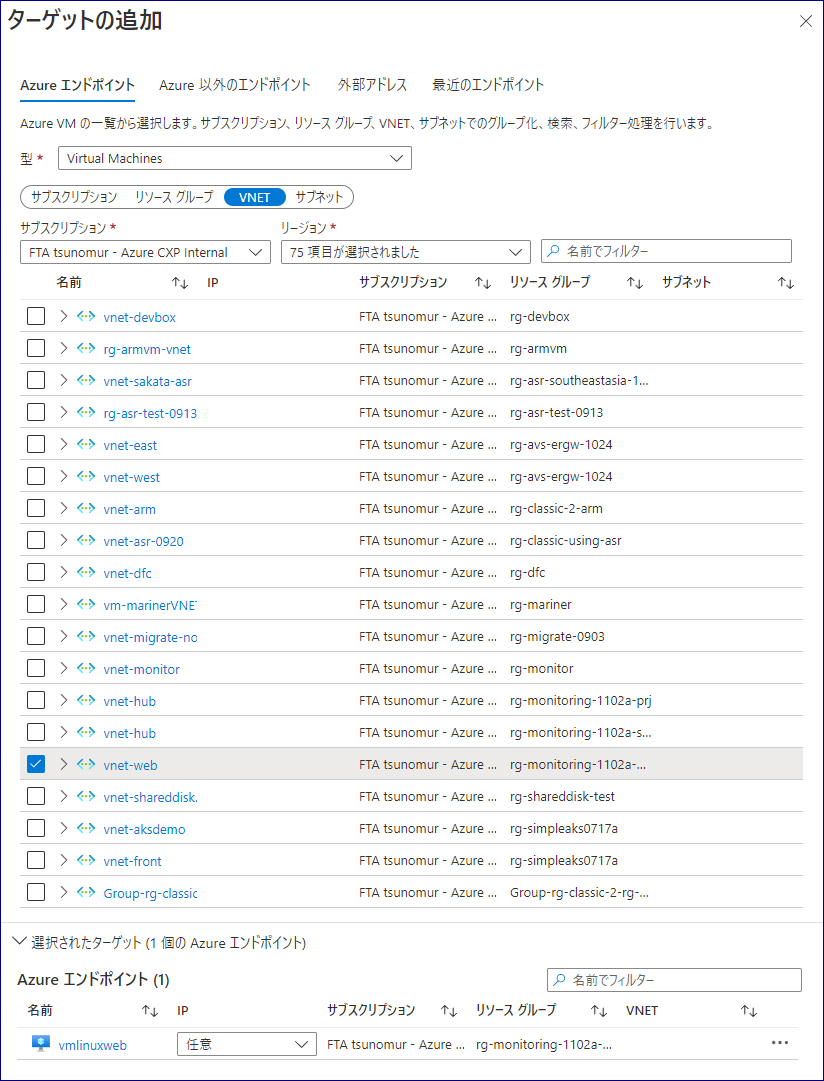 ターゲットの追加
Azure エンドポイント Azure 以外のエンドポイント 外部アドレス 最近のエンドポイント
Azure VM の一覧から選択します。サブスクリプション、リソース グループ、VNET、サブネットでのグループ化、検索、フィルター処理を行います。
型 * Virtual Machines
サブスクリプション リソース グループ VNET サブネット
サブスクリプション * リージョン *
FTA tsunomur - Azure CXP Internal 75 項目が選択されました 名前でフィルター
名前 IP サブスクリプション リソース グループ サブネット
vnet-devbox FTA tsunomur - Azure ... rg-devbox
rg-armvm-vnet FTA tsunomur - Azure ... rg-armvm
vnet-sakata-asr FTA tsunomur - Azure ... rg-asr-southeastasia-1...
rg-asr-test-0913 FTA tsunomur - Azure ... rg-asr-test-0913
vnet-east FTA tsunomur - Azure ... rg-avs-ergw-1024
vnet-west FTA tsunomur - Azure ... rg-avs-ergw-1024
vnet-arm FTA tsunomur - Azure ... rg-classic-2-arm
vnet-asr-0920 FTA tsunomur - Azure ... rg-classic-using-asr
vnet-dfc FTA tsunomur - Azure ... rg-dfc
vm-marinerVNET FTA tsunomur - Azure ... rg-mariner
vnet-migrate-no FTA tsunomur - Azure ... rg-migrate-0903
vnet-monitor FTA tsunomur - Azure ... rg-monitor
vnet-hub FTA tsunomur - Azure ... rg-monitoring-1102a-prj
vnet-hub FTA tsunomur - Azure ... rg-monitoring-1102a-s...
vnet-web FTA tsunomur - Azure ... rg-monitoring-1102a-...
vnet-shareddisk. FTA tsunomur - Azure ... rg-shareddisk-test
vnet-aksdemo FTA tsunomur - Azure ... rg-simpleaks0717a
vnet-front FTA tsunomur - Azure ... rg-simpleaks0717a
Group-rg-classic FTA tsunomur - Azure ... Group-rg-classic-2-rg-...
選択されたターゲット (1 個の Azure エンドポイント)
Azure エンドポイント (1) 名前でフィルター
名前 IP サブスクリプション リソース グループ VNET
vmlinuxweb 任意 FTA tsunomur - Azure ... rg-monitoring-1102a-... ...